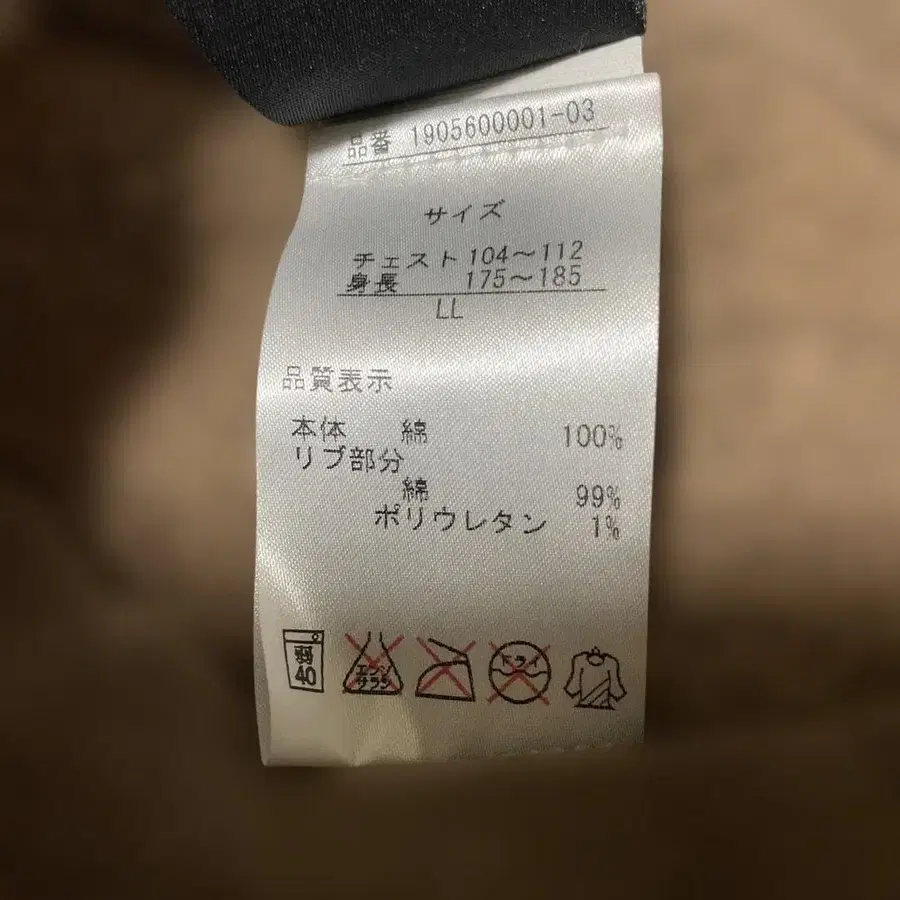 品番 1905600001-03
サイズ
チェスト 104～112
身長 175～185
LL
品質表示
本体 綿 100%
リブ部分
綿 99%
ポリウレタン 1%
弱
40
エンソ
サラシ
ドライ